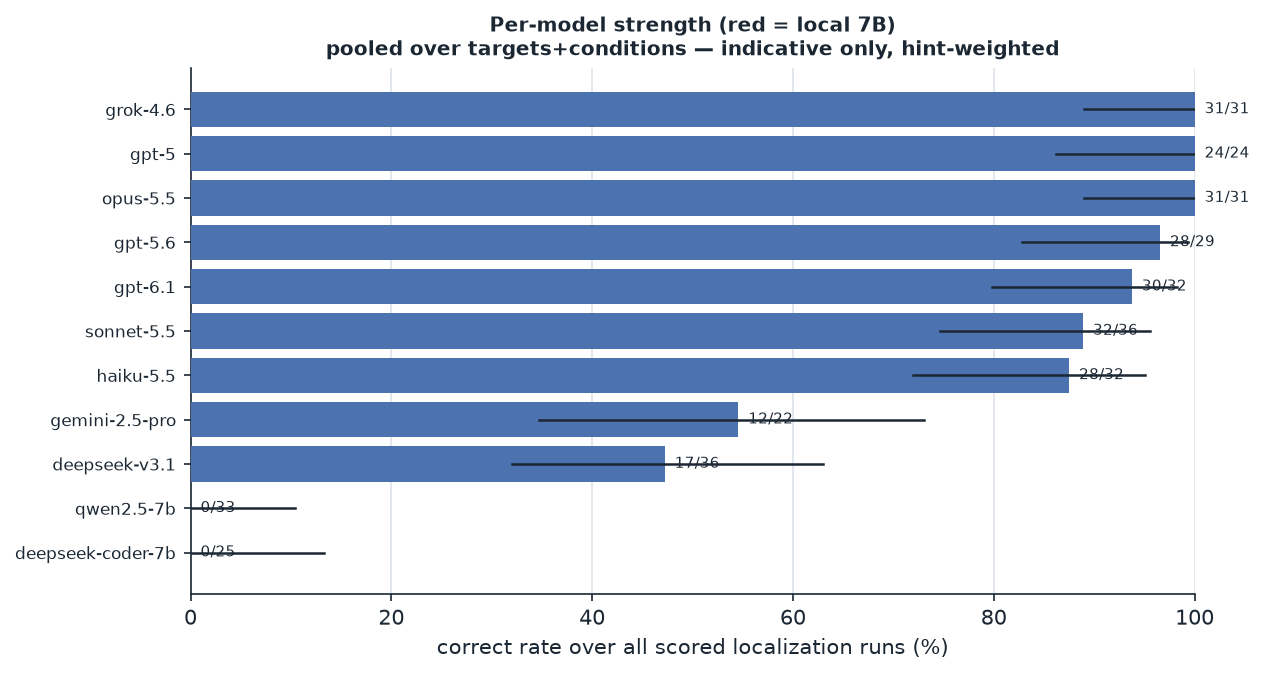 Per-model strength (red = local 7B)
pooled over targets+conditions — indicative only, hint-weighted
grok-4.6 31/31
gpt-5 24/24
opus-5.5 31/31
gpt-5.6 28/29
gpt-6.1 30/32
sonnet-5.5 32/36
haiku-5.5 28/32
gemini-2.5-pro 12/22
deepseek-v3.1 17/36
qwen2.5-7b 0/33
deepseek-coder-7b 0/25
0 20 40 60 80 100
correct rate over all scored localization runs (%)